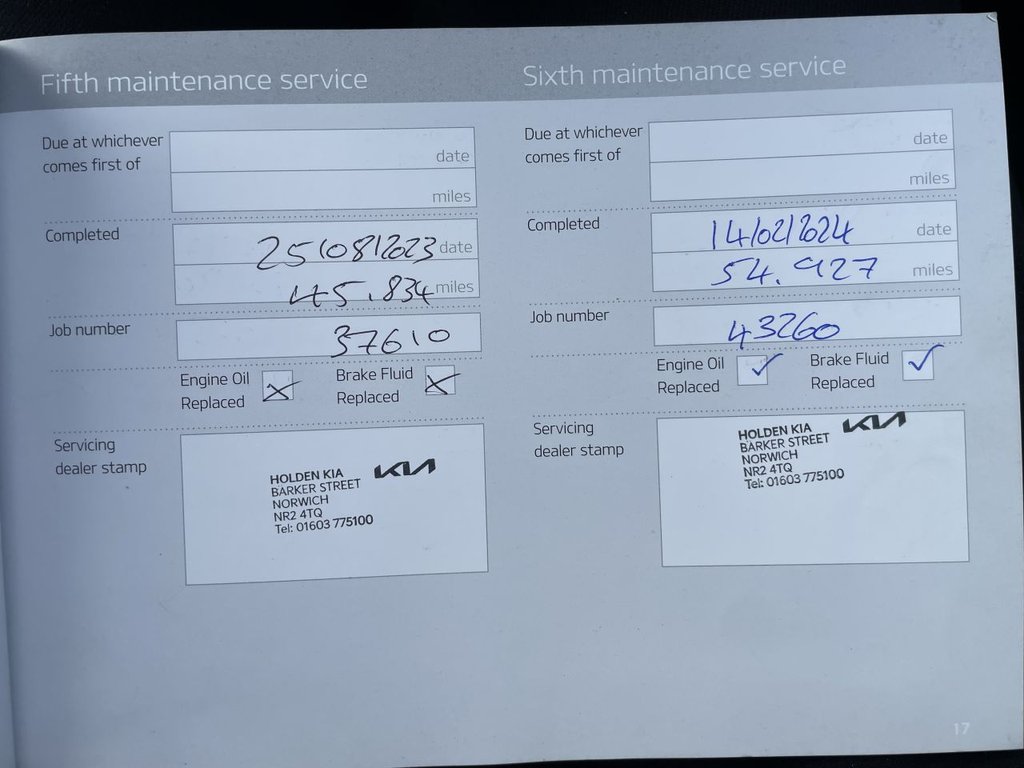 Fifth maintenance service
Due at whichever
comes first of
date
miles
Completed
25/08/2023 date
45.834 miles
Job number
37610
Engine Oil
Replaced
Brake Fluid
Replaced
Servicing
dealer stamp
HOLDEN KIA
BARKER STREET
NORWICH
NR2 4TQ
Tel: 01603 775100
KIA
Sixth maintenance service
Due at whichever
comes first of
date
miles
Completed
14/02/2024 date
54.927 miles
Job number
43260
Engine Oil
Replaced
Brake Fluid
Replaced
Servicing
dealer stamp
HOLDEN KIA
BARKER STREET
NORWICH
NR2 4TQ
Tel: 01603 775100
KIA
17